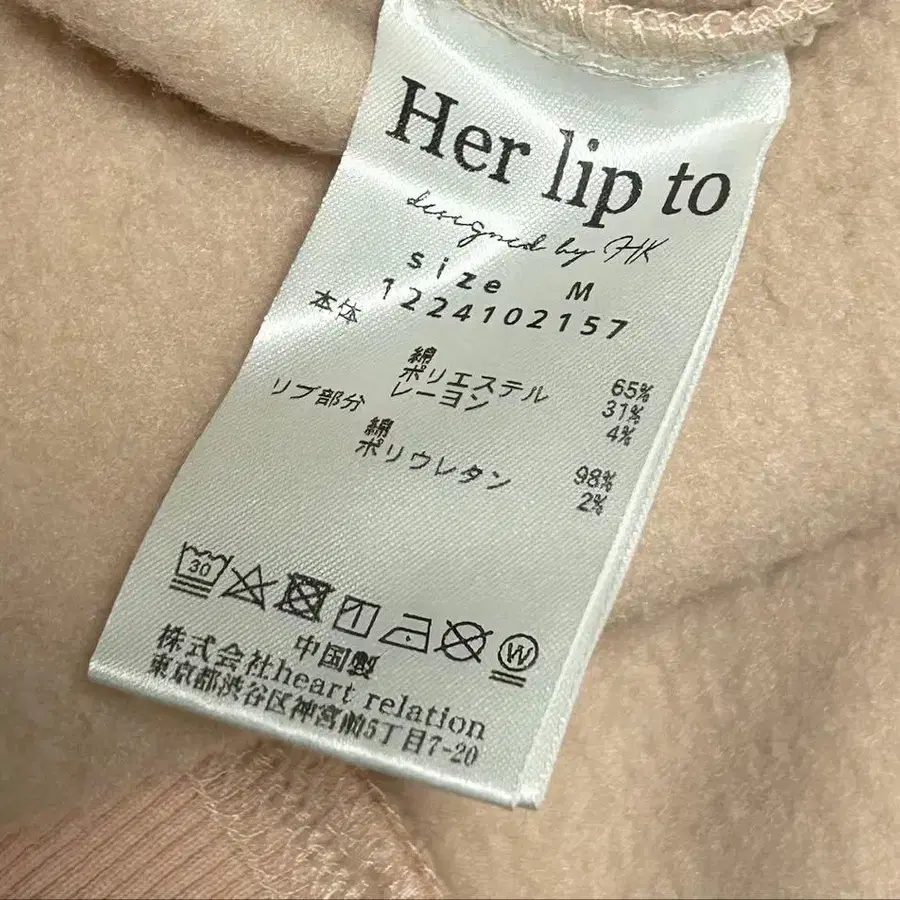 Her lip to
designed by HK
size M
1224102157
本体
綿 65%
ポリエステル 31%
レーヨン 4%
リブ部分
綿 98%
ポリウレタン 2%
30
W
中国製
株式会社heart relation
東京都渋谷区神宮前5丁目7-20